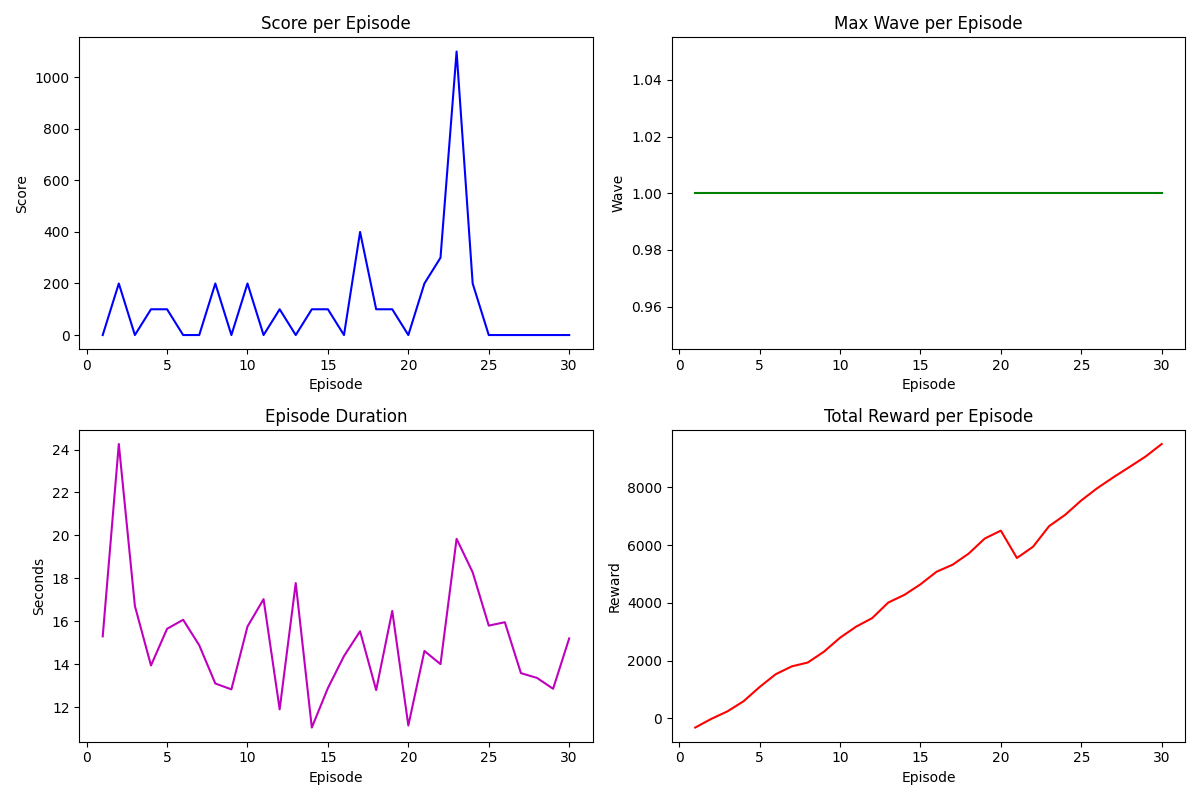 Score per Episode
Score
1000
800
600
400
200
0
0 5 10 15 20 25 30
Episode
Max Wave per Episode
Wave
1.04
1.02
1.00
0.98
0.96
0 5 10 15 20 25 30
Episode
Episode Duration
Seconds
24
22
20
18
16
14
12
0 5 10 15 20 25 30
Episode
Total Reward per Episode
Reward
8000
6000
4000
2000
0
0 5 10 15 20 25 30
Episode